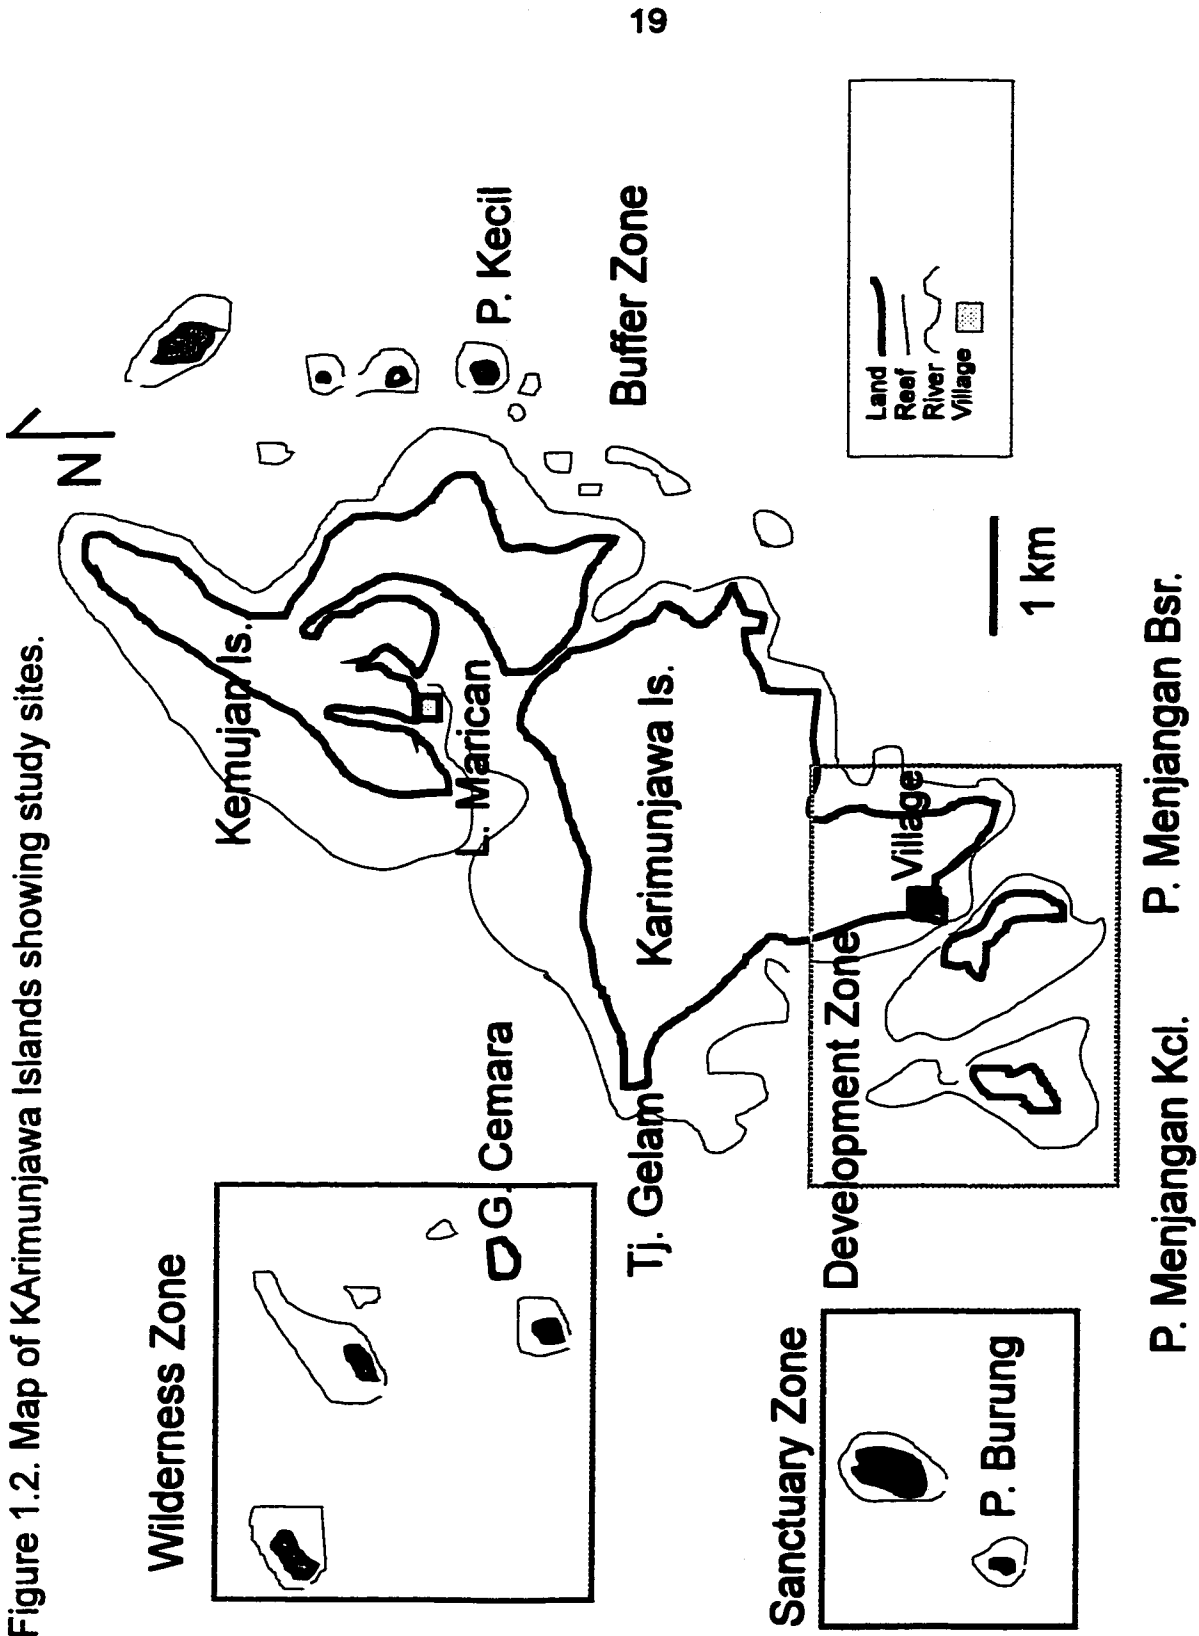 19
Figure 1.2. Map of KArimunjawa Islands showing study sites.
N
Wilderness Zone
Kemujan Is.
G. Cemara
L. Marican
P. Kecil
Tj. Gelam
Karimunjawa Is.
Buffer Zone
Sanctuary Zone
Development Zone
Village
P. Burung
1 km
Land
Reef
River
Village
P. Menjangan Kcl.
P. Menjangan Bsr.